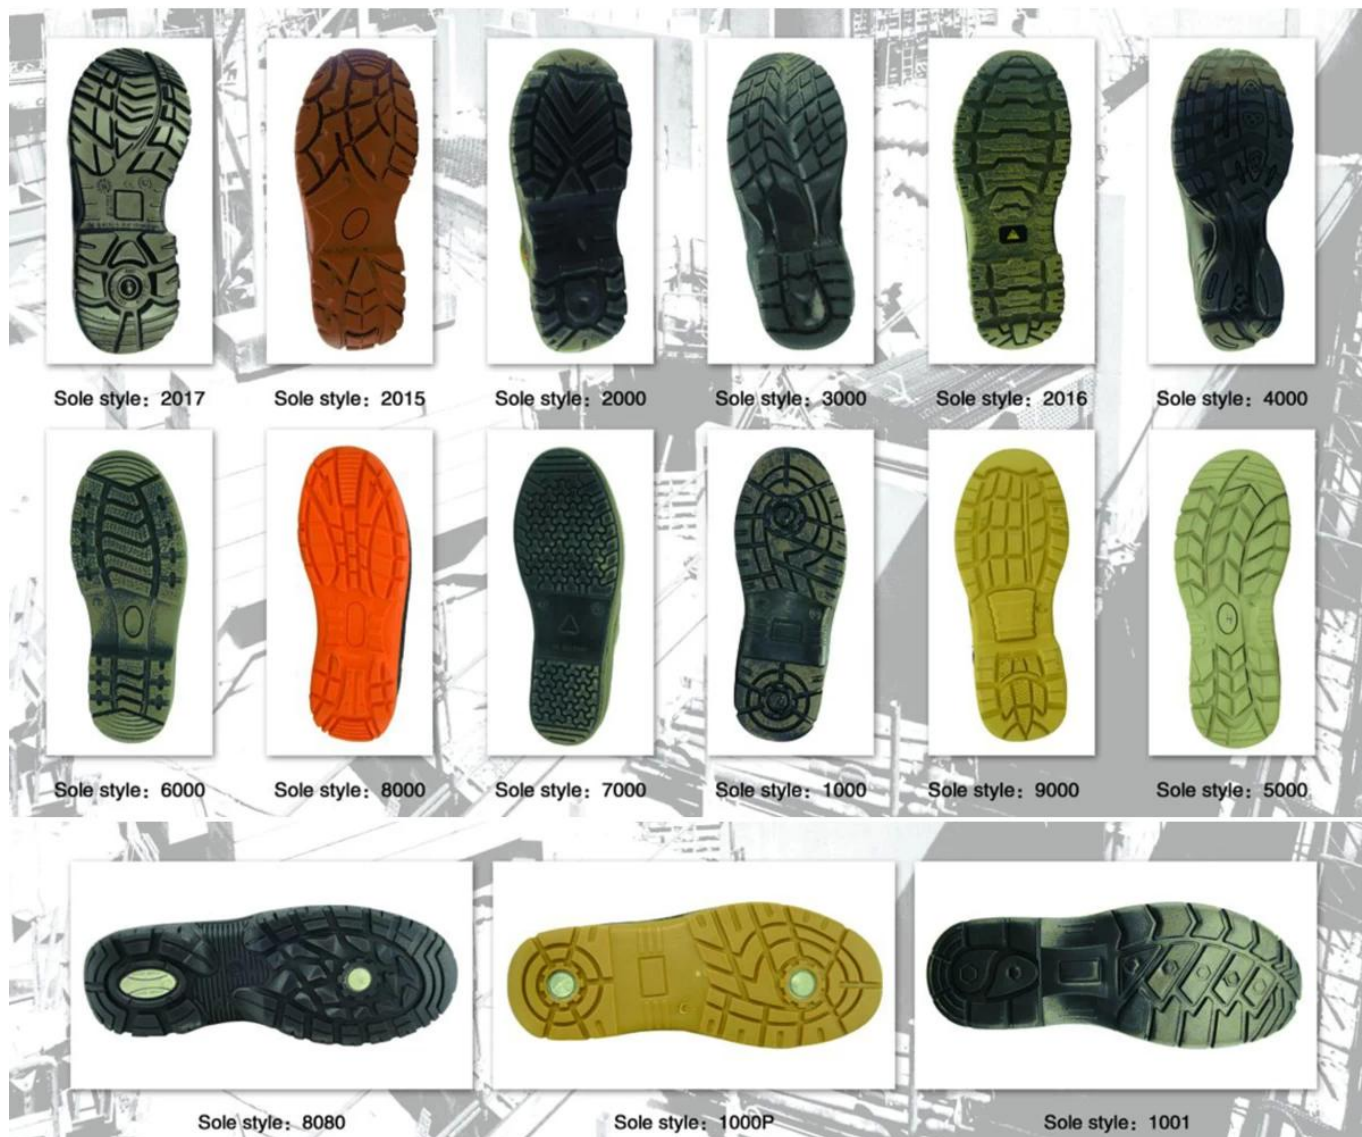 Sole style：2017
Sole style：2015
Sole style：2000
Sole style：3000
Sole style：2016
Sole style：4000
Sole style：6000
Sole style：8000
Sole style：7000
Sole style：1000
Sole style：9000
Sole style：5000
Sole style：8080
Sole style：1000P
Sole style：1001